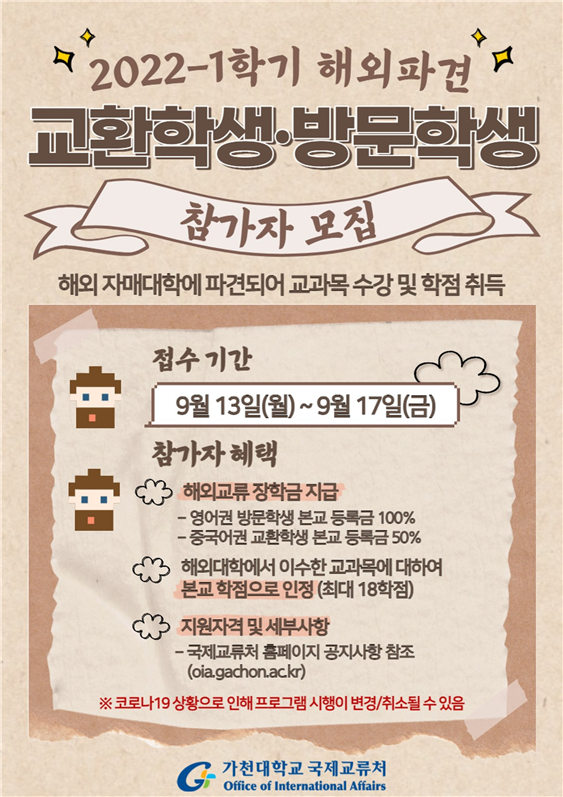 2022-1학기 해외파견
교환학생·방문학생
참가자 모집
해외 자매대학에 파견되어 교과목 수강 및 학점 취득
접수 기간
9월 13일(월) ~ 9월 17일(금)
참가자 혜택
해외교류 장학금 지급
- 영어권 방문학생 본교 등록금 100%
- 중국어권 교환학생 본교 등록금 50%
해외대학에서 이수한 교과목에 대하여
본교 학점으로 인정 (최대 18학점)
지원자격 및 세부사항
- 국제교류처 홈페이지 공지사항 참조
(oia.gachon.ac.kr)
※ 코로나19 상황으로 인해 프로그램 시행이 변경/취소될 수 있음
가천대학교 국제교류처
Office of International Affairs